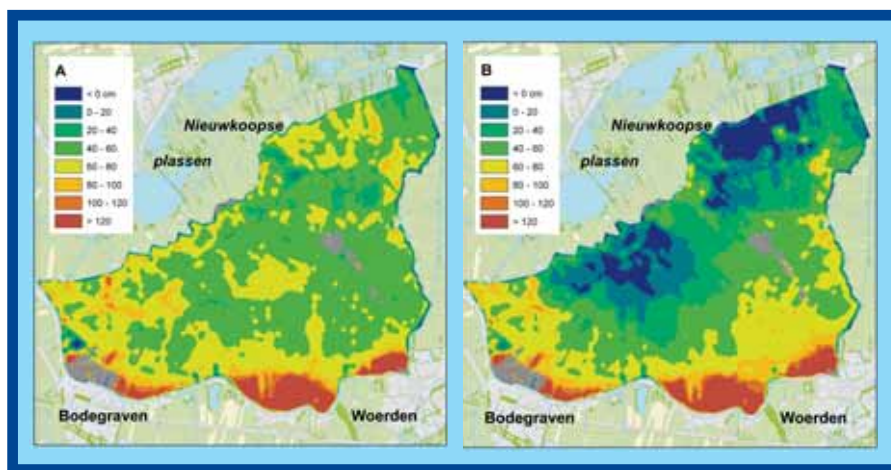 A
< 0 cm
0 - 20
20 - 40
40 - 60
60 - 80
80 - 100
100 - 120
> 120
Nieuwkoopse
plassen
Bodegraven
Woerden
B
< 0 cm
0 - 20
20 - 40
40 - 60
60 - 80
80 - 100
100 - 120
> 120
Nieuwkoopse
plassen
Bodegraven
Woerden